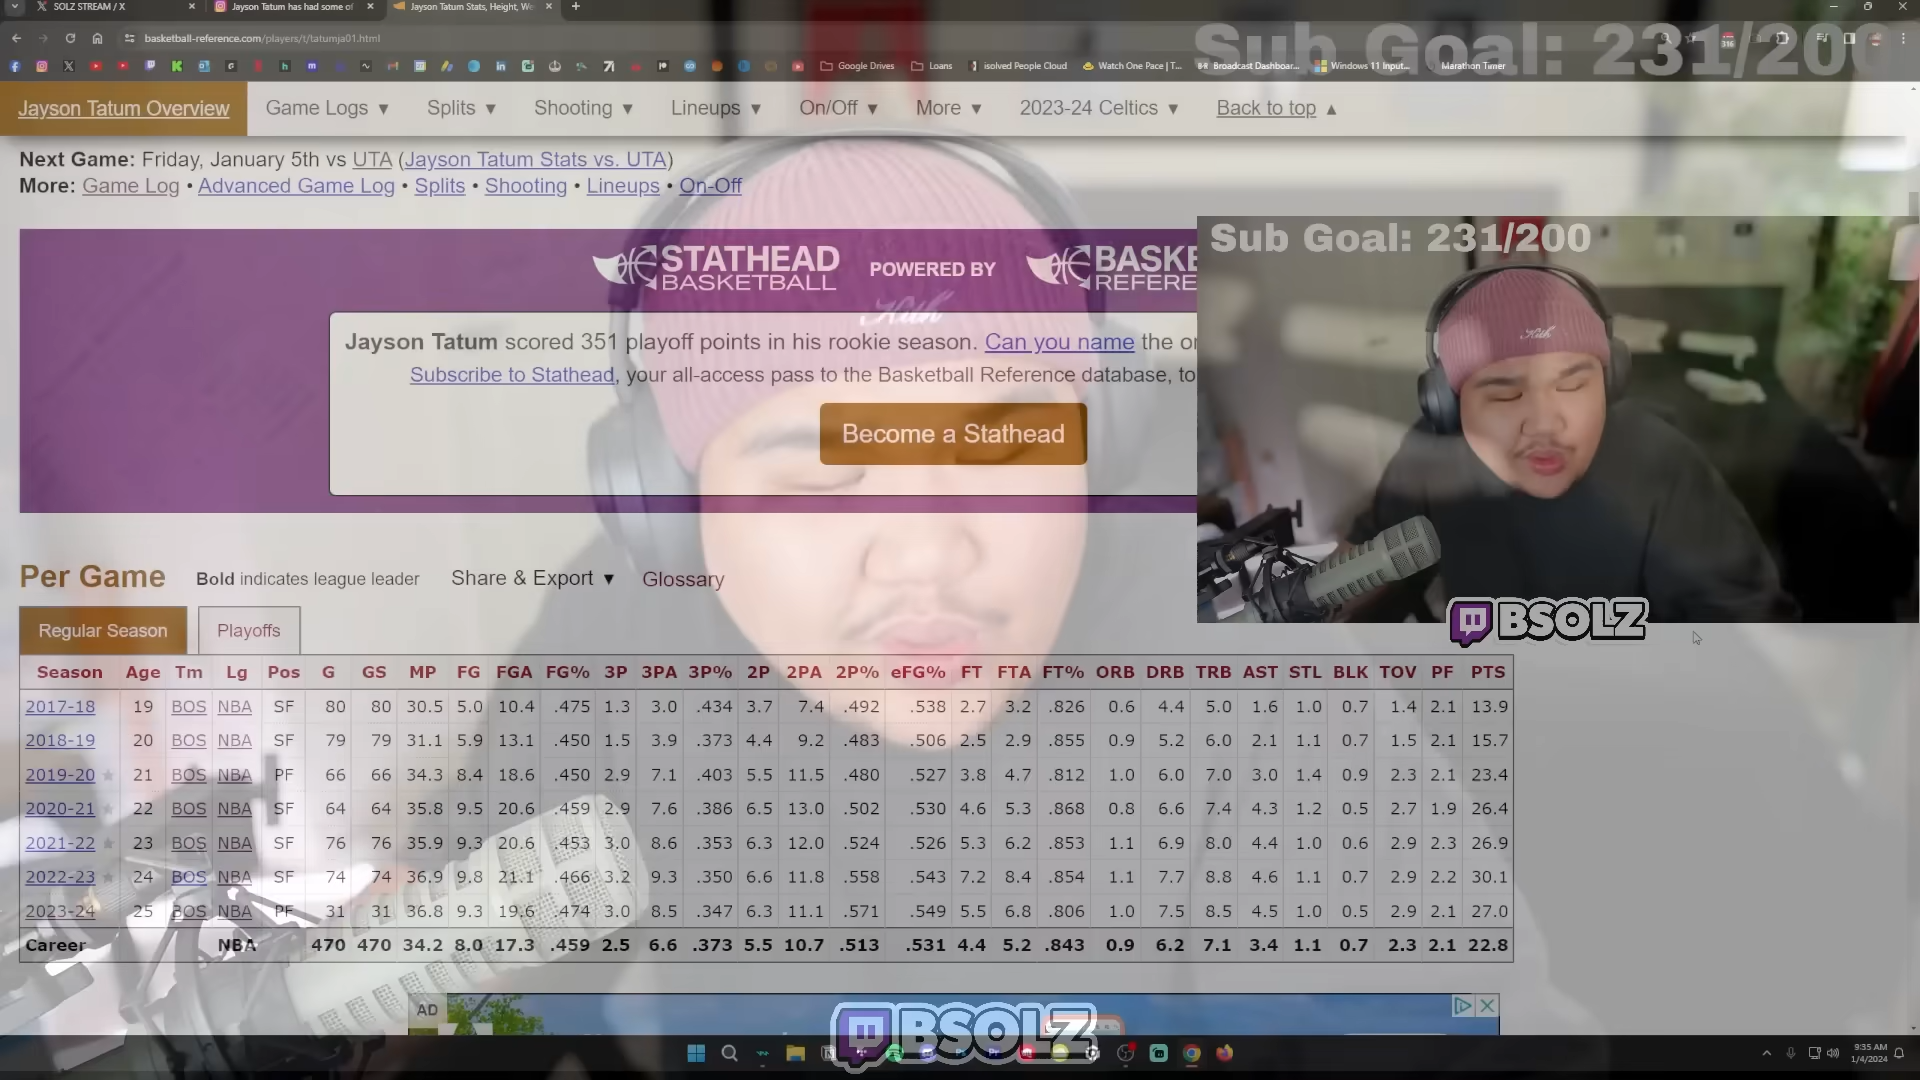 SOLZ STREAM / X
Jayson Tatum has had some of
Jayson Tatum Stats, Height, We
basketball-reference.com/players/t/tatumja01.html
Sub Goal: 231/200
Google Drives
Loans
isolved People Cloud
Watch One Pace | T...
Broadcast Dashboar...
Windows 11 Input...
Marathon Timer
Jayson Tatum Overview Game Logs ▼ Splits ▼ Shooting ▼ Lineups ▼ On/Off ▼ More ▼ 2023-24 Celtics ▼ Back to top ▲
Next Game: Friday, January 5th vs UTA (Jayson Tatum Stats vs. UTA)
More: Game Log • Advanced Game Log • Splits • Shooting • Lineups • On-Off
STATHEAD BASKETBALL
POWERED BY
BASKE
REFERE
Sub Goal: 231/200
Kith
Kith
Jayson Tatum scored 351 playoff points in his rookie season. Can you name the or
Subscribe to Stathead, your all-access pass to the Basketball Reference database, to
Become a Stathead
BSOLZ
Per Game Bold indicates league leader Share & Export ▼ Glossary
Regular Season Playoffs
Season Age Tm Lg Pos G GS MP FG FGA FG% 3P 3PA 3P% 2P 2PA 2P% eFG% FT FTA FT% ORB DRB TRB AST STL BLK TOV PF PTS
2017-18 19 BOS NBA SF 80 80 30.5 5.0 10.4 .475 1.3 3.0 .434 3.7 7.4 .492 .538 2.7 3.2 .826 0.6 4.4 5.0 1.6 1.0 0.7 1.4 2.1 13.9
2018-19 20 BOS NBA SF 79 79 31.1 5.9 13.1 .450 1.5 3.9 .373 4.4 9.2 .483 .506 2.5 2.9 .855 0.9 5.2 6.0 2.1 1.1 0.7 1.5 2.1 15.7
2019-20 21 BOS NBA PF 66 66 34.3 8.4 18.6 .450 2.9 7.1 .403 5.5 11.5 .480 .527 3.8 4.7 .812 1.0 6.0 7.0 3.0 1.4 0.9 2.3 2.1 23.4
2020-21 22 BOS NBA SF 64 64 35.8 9.5 20.6 .459 2.9 7.6 .386 6.5 13.0 .502 .530 4.6 5.3 .868 0.8 6.6 7.4 4.3 1.2 0.5 2.7 1.9 26.4
2021-22 23 BOS NBA SF 76 76 35.9 9.3 20.6 .453 3.0 8.6 .353 6.3 12.0 .524 .526 5.3 6.2 .853 1.1 6.9 8.0 4.4 1.0 0.6 2.9 2.3 26.9
2022-23 24 BOS NBA SF 74 74 36.9 9.8 21.1 .466 3.2 9.3 .350 6.6 11.8 .558 .543 7.2 8.4 .854 1.1 7.7 8.8 4.6 1.1 0.7 2.9 2.2 30.1
2023-24 25 BOS NBA PF 31 31 36.8 9.3 19.6 .474 3.0 8.5 .347 6.3 11.1 .571 .549 5.5 6.8 .806 1.0 7.5 8.5 4.5 1.0 0.5 2.9 2.1 27.0
Career NBA 470 470 34.2 8.0 17.3 .459 2.5 6.6 .373 5.5 10.7 .513 .531 4.4 5.2 .843 0.9 6.2 7.1 3.4 1.1 0.7 2.3 2.1 22.8
AD
BSOLZ
9:35 AM
1/4/2024